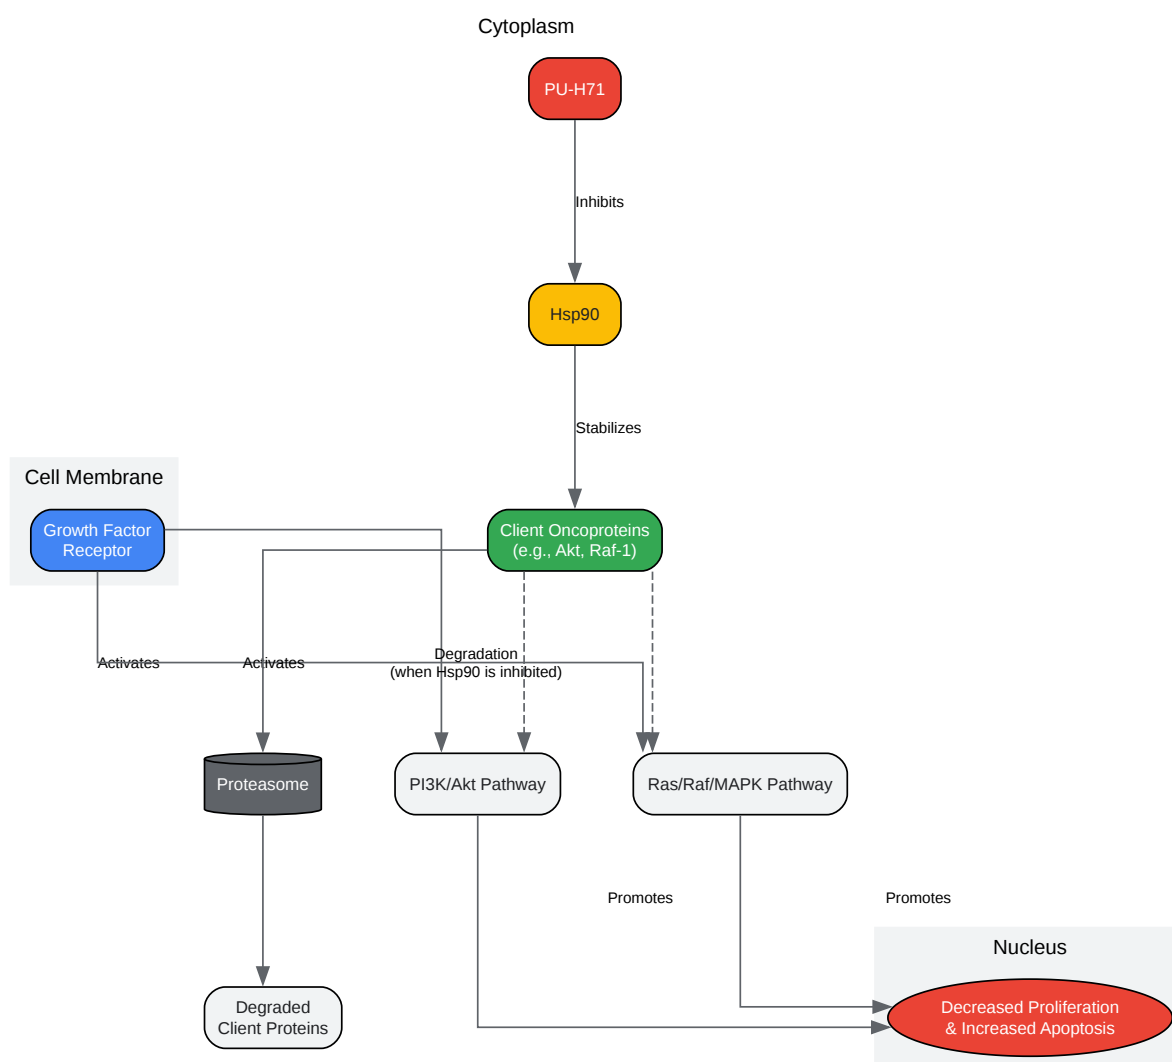 Cytoplasm
PU-H71
Inhibits
Hsp90
Stabilizes
Cell Membrane
Growth Factor
Receptor
Client Oncoproteins
(e.g., Akt, Raf-1)
Activates
Activates
Degradation
(when Hsp90 is inhibited)
Proteasome
PI3K/Akt Pathway
Ras/Raf/MAPK Pathway
Promotes
Promotes
Nucleus
Degraded
Client Proteins
Decreased Proliferation
& Increased Apoptosis